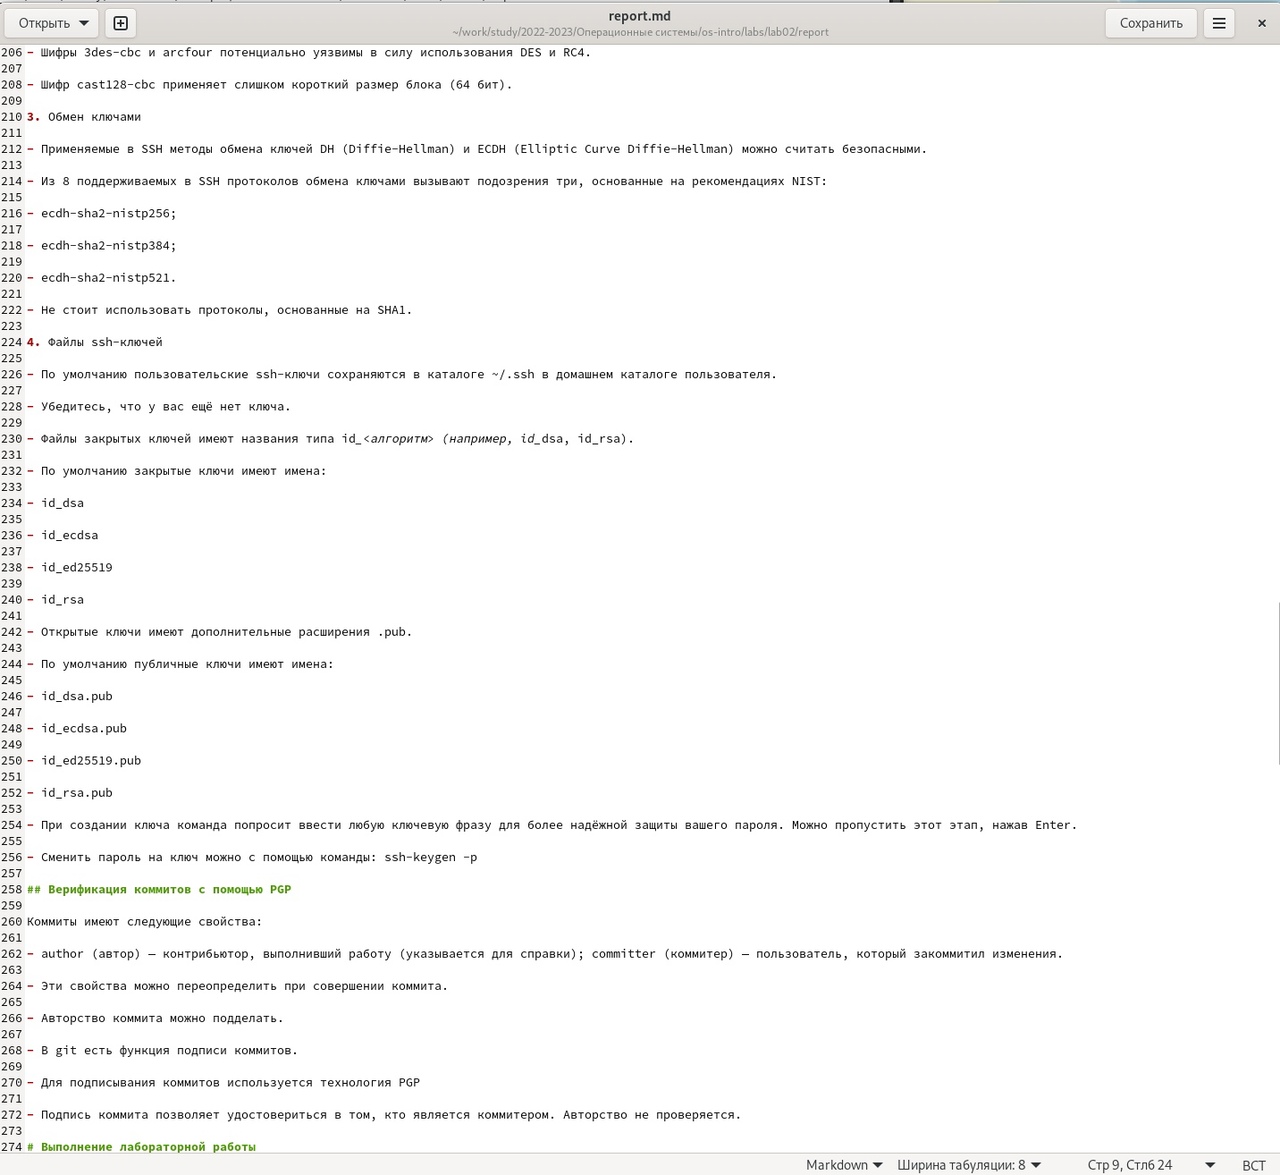 Открыть
report.md
~/work/study/2022-2023/Операционные системы/os-intro/labs/lab02/report
Сохранить
206 - Шифры 3des-cbc и arcfour потенциально уязвимы в силу использования DES и RC4.
207
208 - Шифр cast128-cbc применяет слишком короткий размер блока (64 бит).
209
210 3. Обмен ключами
211
212 - Применяемые в SSH методы обмена ключей DH (Diffie-Hellman) и ECDH (Elliptic Curve Diffie-Hellman) можно считать безопасными.
213
214 - Из 8 поддерживаемых в SSH протоколов обмена ключами вызывают подозрения три, основанные на рекомендациях NIST:
215
216 - ecdh-sha2-nistp256;
217
218 - ecdh-sha2-nistp384;
219
220 - ecdh-sha2-nistp521.
221
222 - Не стоит использовать протоколы, основанные на SHA1.
223
224 4. Файлы ssh-ключей
225
226 - По умолчанию пользовательские ssh-ключи сохраняются в каталоге ~/.ssh в домашнем каталоге пользователя.
227
228 - Убедитесь, что у вас ещё нет ключа.
229
230 - Файлы закрытых ключей имеют названия типа id_<алгоритм> (например, id_dsa, id_rsa).
231
232 - По умолчанию закрытые ключи имеют имена:
233
234 - id_dsa
235
236 - id_ecdsa
237
238 - id_ed25519
239
240 - id_rsa
241
242 - Открытые ключи имеют дополнительные расширения .pub.
243
244 - По умолчанию публичные ключи имеют имена:
245
246 - id_dsa.pub
247
248 - id_ecdsa.pub
249
250 - id_ed25519.pub
251
252 - id_rsa.pub
253
254 - При создании ключа команда попросит ввести любую ключевую фразу для более надёжной защиты вашего пароля. Можно пропустить этот этап, нажав Enter.
255
256 - Сменить пароль на ключ можно с помощью команды: ssh-keygen -p
257
258 ## Верификация коммитов с помощью PGP
259
260 Коммиты имеют следующие свойства:
261
262 - author (автор) — контрибьютор, выполнивший работу (указывается для справки); committer (коммитер) — пользователь, который закоммитил изменения.
263
264 - Эти свойства можно переопределить при совершении коммита.
265
266 - Авторство коммита можно подделать.
267
268 - В git есть функция подписи коммитов.
269
270 - Для подписывания коммитов используется технология PGP
271
272 - Подпись коммита позволяет удостовериться в том, кто является коммитером. Авторство не проверяется.
273
274 # Выполнение лабораторной работы
Markdown
Ширина табуляции: 8
Стр 9, Стлб 24
ВСТ